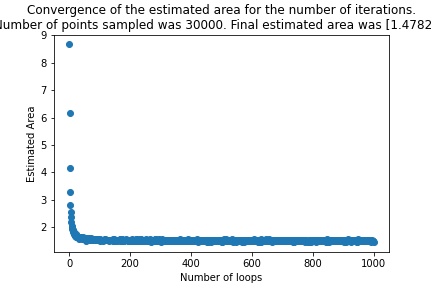 Convergence of the estimated area for the number of iterations.
Number of points sampled was 30000. Final estimated area was [1.4782
9
8
7
6
5
4
3
2
Estimated Area
0 200 400 600 800 1000
Number of loops